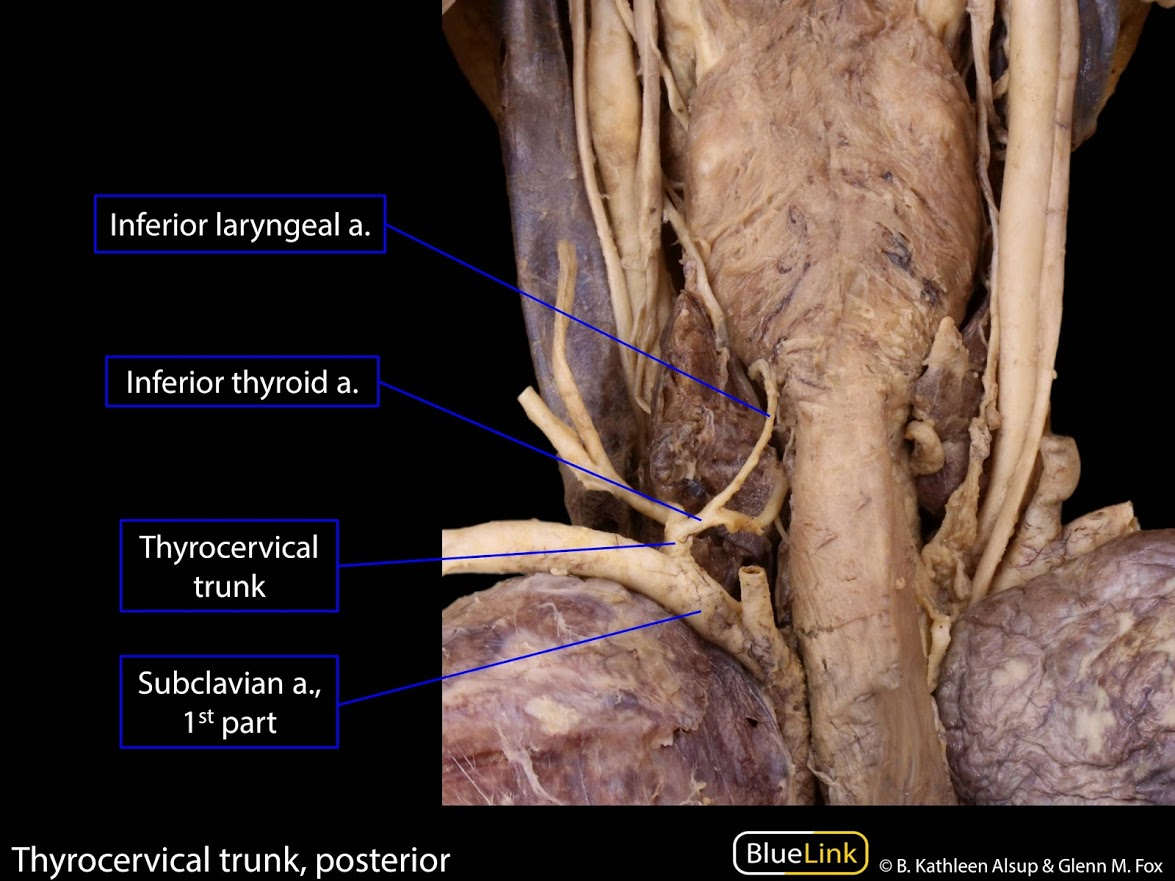 Inferior laryngeal a.
Inferior thyroid a.
Thyrocervical
trunk
Subclavian a.,
1st part
Thyrocervical trunk, posterior
BlueLink
© B. Kathleen Alsup & Glenn M. Fox